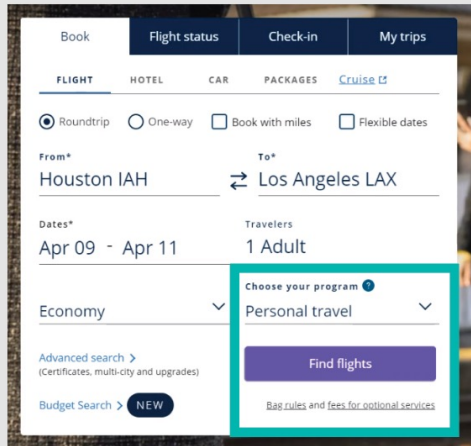 Book Flight status Check-in My trips
FLIGHT HOTEL CAR PACKAGES Cruise
Roundtrip One-way Book with miles Flexible dates
From* To*
Houston IAH Los Angeles LAX
Dates* Travelers
Apr 09 - Apr 11 1 Adult
Choose your program ?
Economy Personal travel
Advanced search >
(Certificates, multi-city and upgrades)
Find flights
Budget Search > NEW
Bag rules and fees for optional services